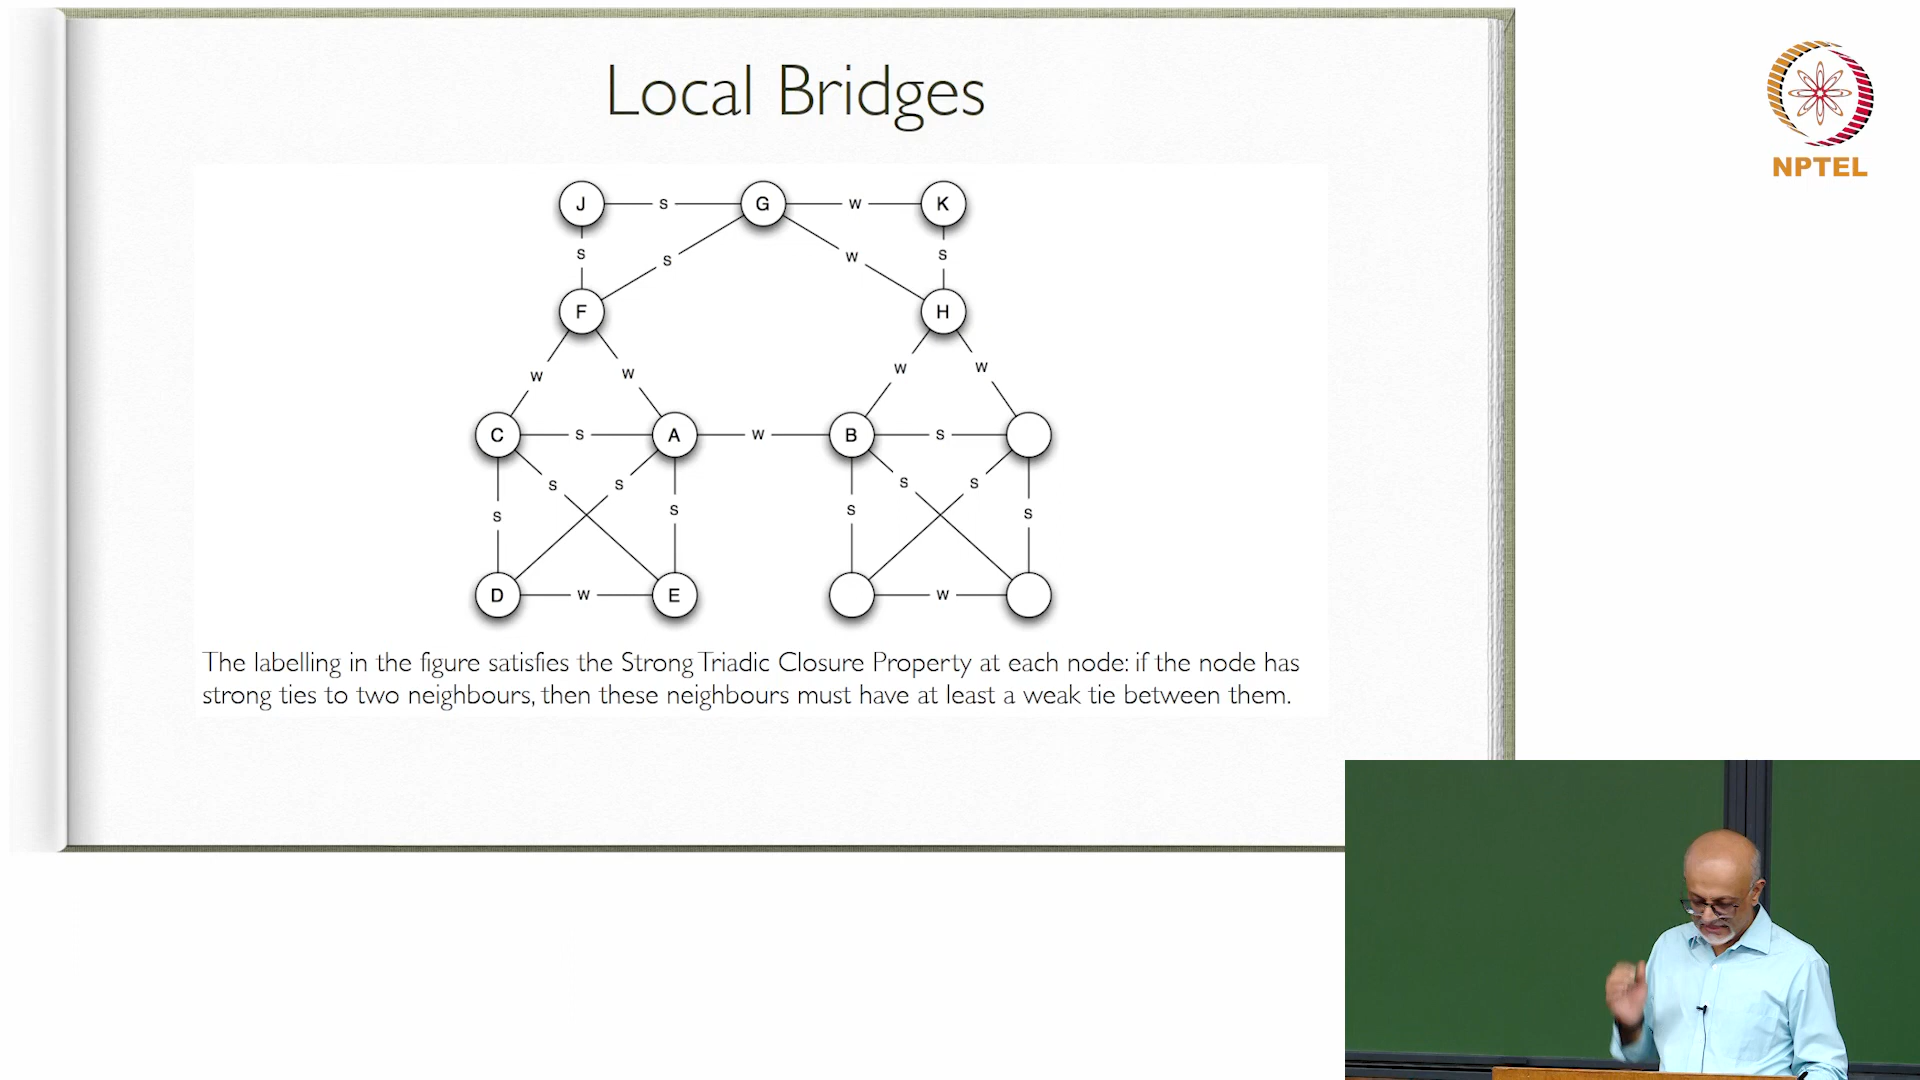 Local Bridges
NPTEL
J s G w K
s s w s
F H
w w w w
C s A w B s
s s s s s s
s s s s
D w E w
The labelling in the figure satisfies the Strong Triadic Closure Property at each node: if the node has
strong ties to two neighbours, then these neighbours must have at least a weak tie between them.